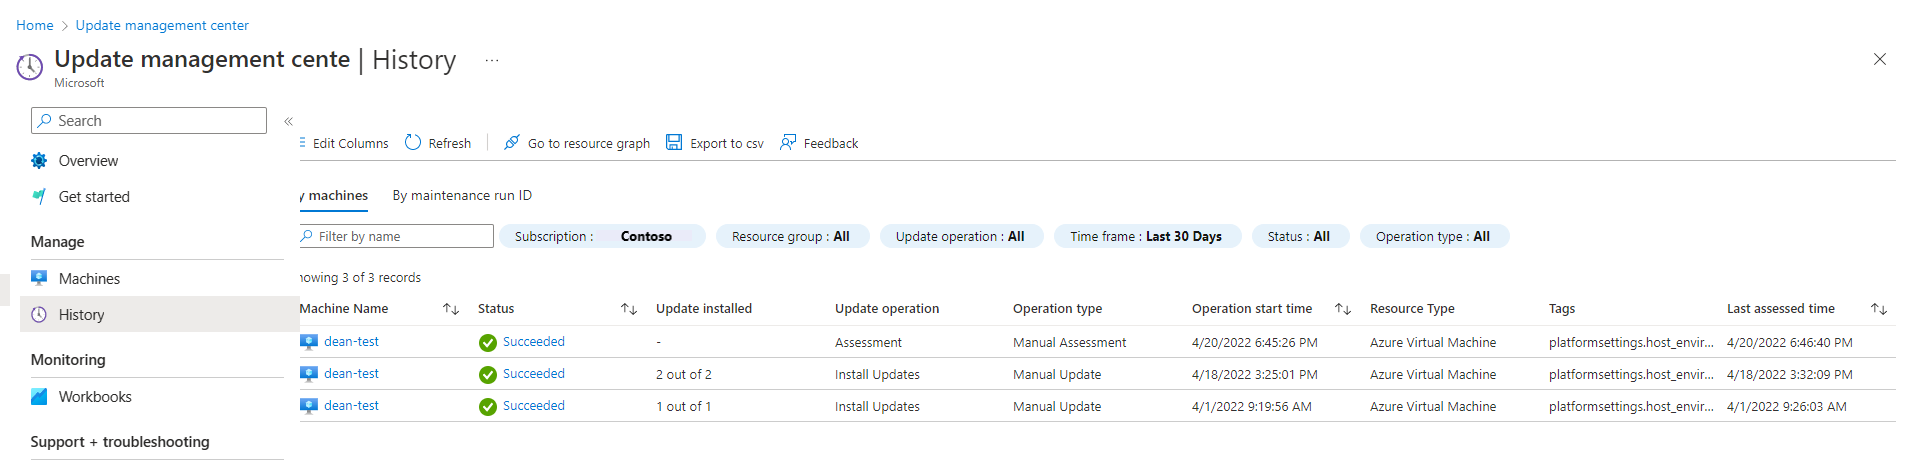 Home > Update management center
Update management cente | History ...
Microsoft
Search «
Edit Columns Refresh Go to resource graph Export to csv Feedback
Overview
Get started
y machines By maintenance run ID
Filter by name Subscription : Contoso Resource group : All Update operation : All Time frame : Last 30 Days Status : All Operation type : All
Manage
Machines
History
Monitoring
Workbooks
Support + troubleshooting
owing 3 of 3 records
Machine Name Status Update installed Update operation Operation type Operation start time Resource Type Tags Last assessed time
dean-test Succeeded - Assessment Manual Assessment 4/20/2022 6:45:26 PM Azure Virtual Machine platformsettings.host_envir... 4/20/2022 6:46:40 PM
dean-test Succeeded 2 out of 2 Install Updates Manual Update 4/18/2022 3:25:01 PM Azure Virtual Machine platformsettings.host_envir... 4/18/2022 3:32:09 PM
dean-test Succeeded 1 out of 1 Install Updates Manual Update 4/1/2022 9:19:56 AM Azure Virtual Machine platformsettings.host_envir... 4/1/2022 9:26:03 AM